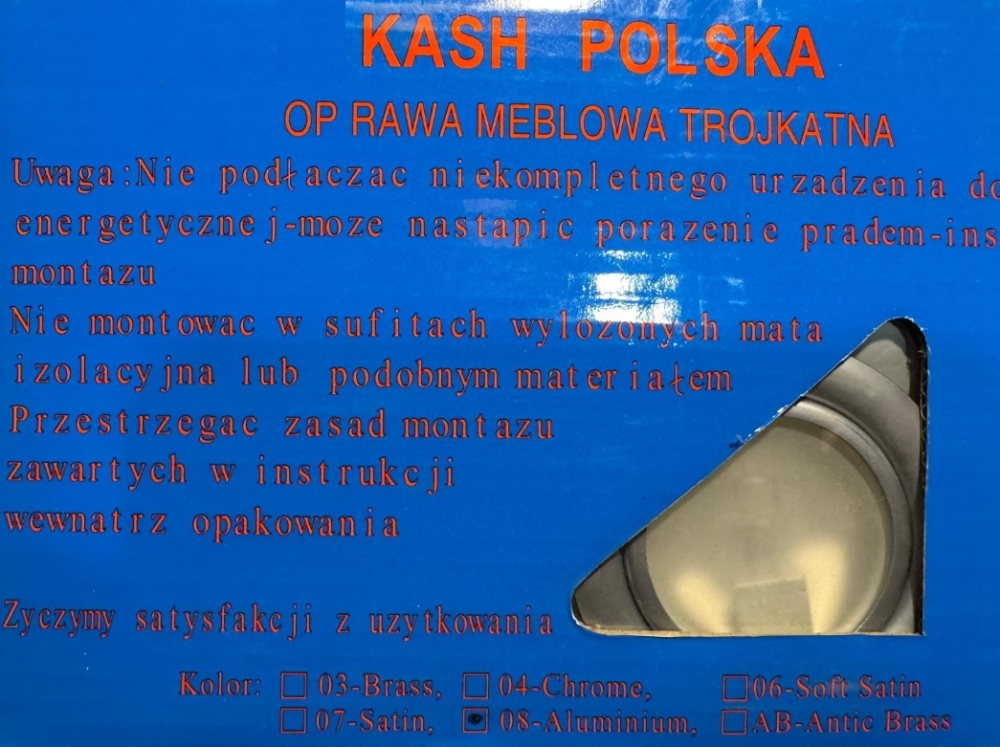 KASH POLSKA
OP RAWA MEBLOWA TROJKATNA
Uwaga:Nie podłaczac niekompletnego urzadzenia do
energetycznej-moze nastapic porazenie pradem-ins
montazu
Nie montowac w sufitach wylozonych mata
izolacyjna lub podobnym materiałem
Przestrzegac zasad montazu
zawartych w instrukcji
wewnatrz opakowania
Zyczymy satysfakcji z uzytkowania
Kolor: 03-Brass, 04-Chrome, 06-Soft Satin
07-Satin, 08-Aluminium, AB-Antic Brass